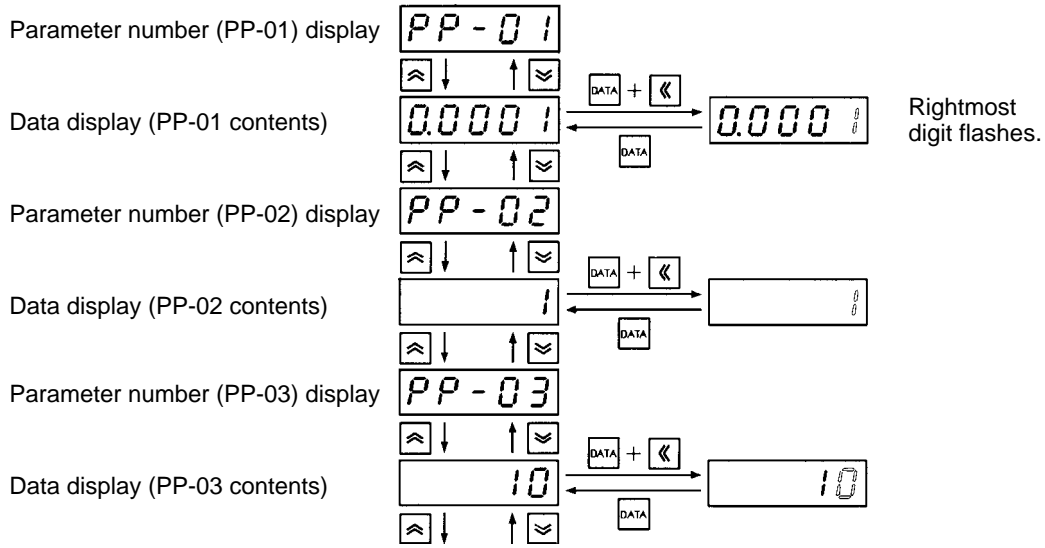 Parameter number (PP-01) display PP-01
DATA +
Data display (PP-01 contents) 0.0001 0.0001 Rightmost
digit flashes.
DATA
Parameter number (PP-02) display PP-02
DATA +
Data display (PP-02 contents) 1 1
DATA
Parameter number (PP-03) display PP-03
DATA +
Data display (PP-03 contents) 10 10
DATA